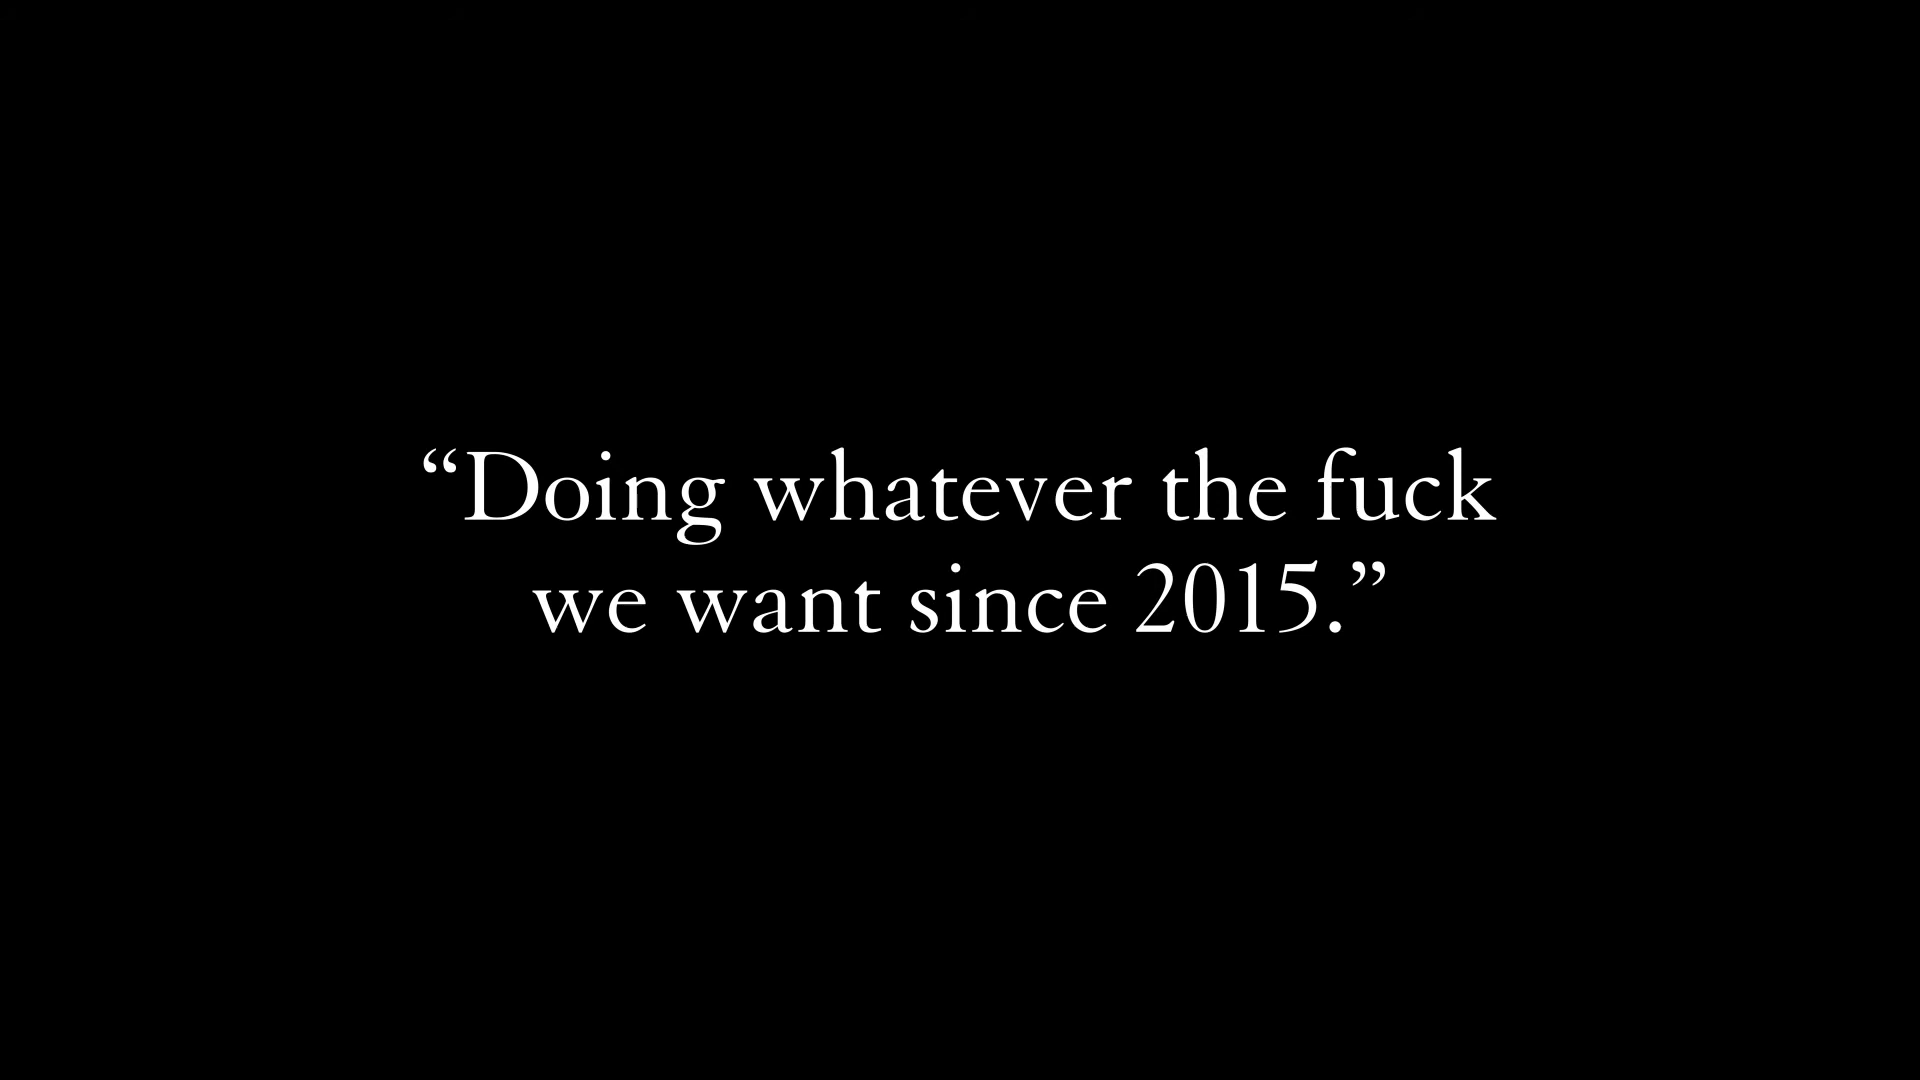 “Doing whatever the fuck
we want since 2015.”